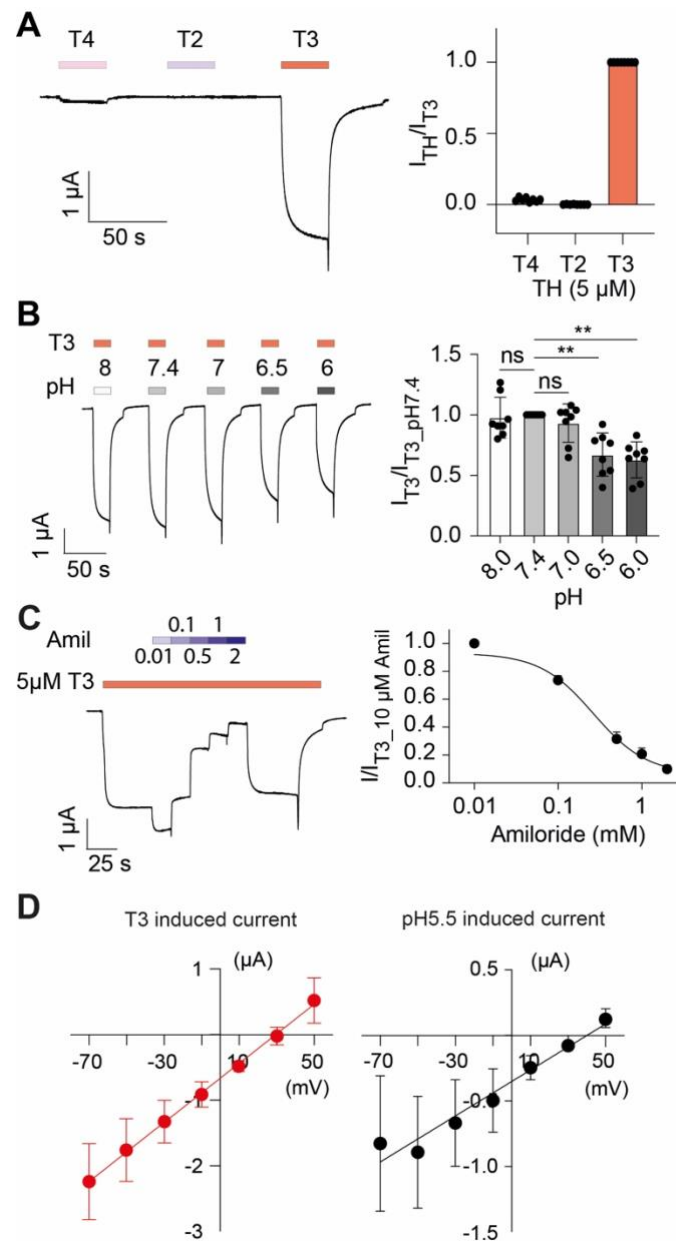 A
T4 T2 T3
1 µA
50 s
I_TH/I_T3
1.0
0.5
0.0
T4 T2 T3
TH (5 µM)
B
T3
8 7.4 7 6.5 6
pH
1 µA
50 s
I_T3/I_T3_pH7.4
1.5
1.0
0.5
0.0
ns ** ** ns
8.0 7.4 7.0 6.5 6.0
pH
C
0.1 1
Amil
0.01 0.5 2
5µM T3
1 µA
25 s
I/I_T3_10 µM Amil
1.0
0.8
0.6
0.4
0.2
0.0
0.01 0.1 1
Amiloride (mM)
D
T3 induced current
(µA)
1
-70 -30 10 50
(mV)
-1
-2
-3
pH5.5 induced current
(µA)
0.5
-70 -30 10 50
(mV)
-0.5
-1.0
-1.5